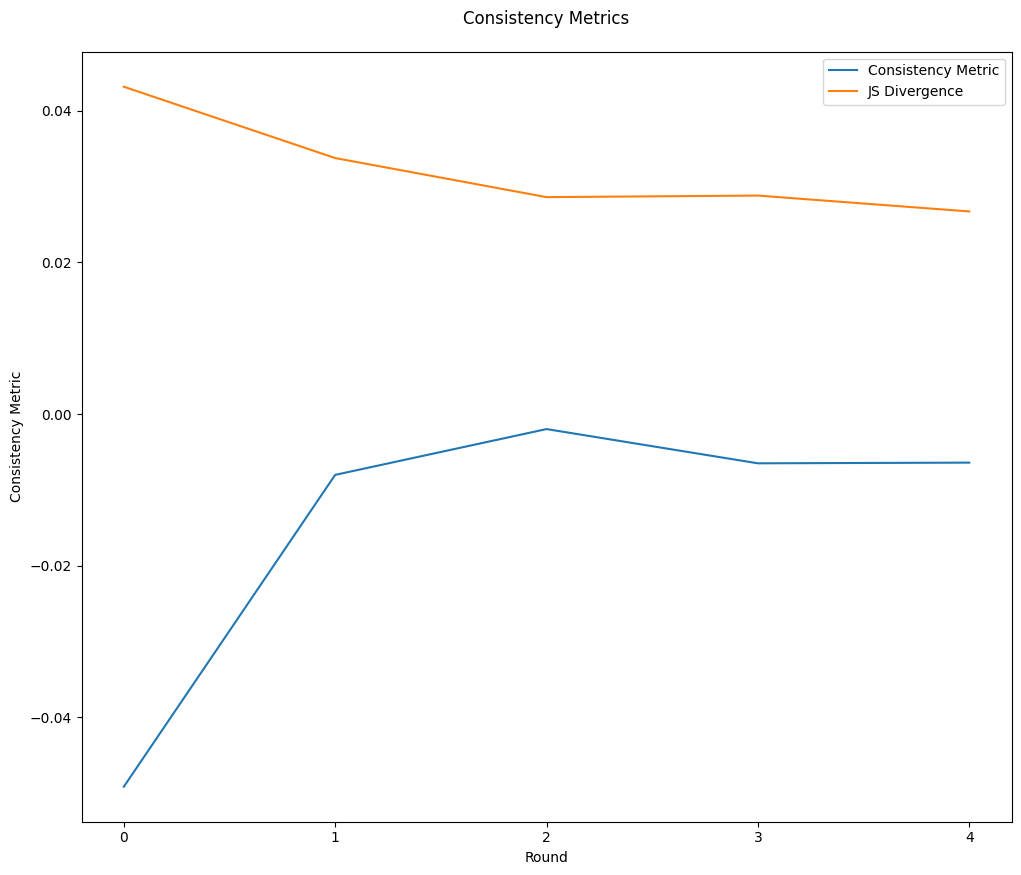 Consistency Metrics
Consistency Metric
JS Divergence
0.04
0.02
0.00
−0.02
−0.04
Consistency Metric
0
1
2
3
4
Round